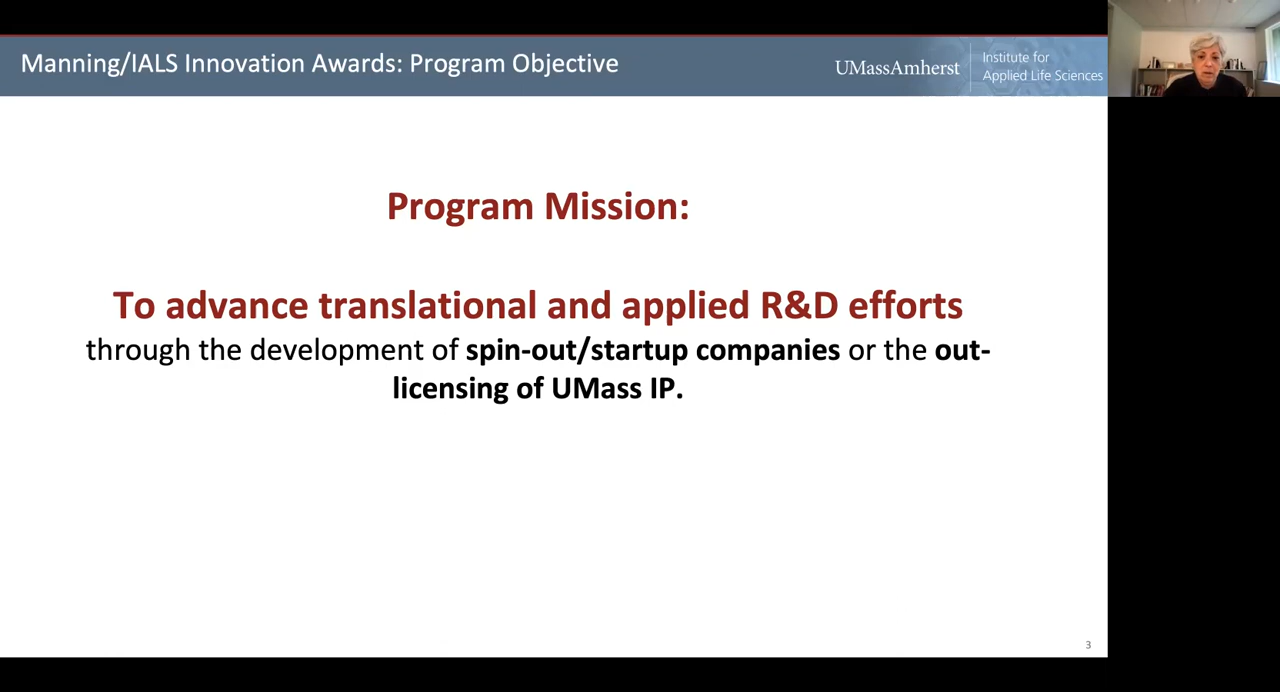 Manning/IALS Innovation Awards: Program Objective
UMassAmherst
Institute for
Applied Life Sciences
Program Mission:
To advance translational and applied R&D efforts
through the development of spin-out/startup companies or the out-
licensing of UMass IP.
3